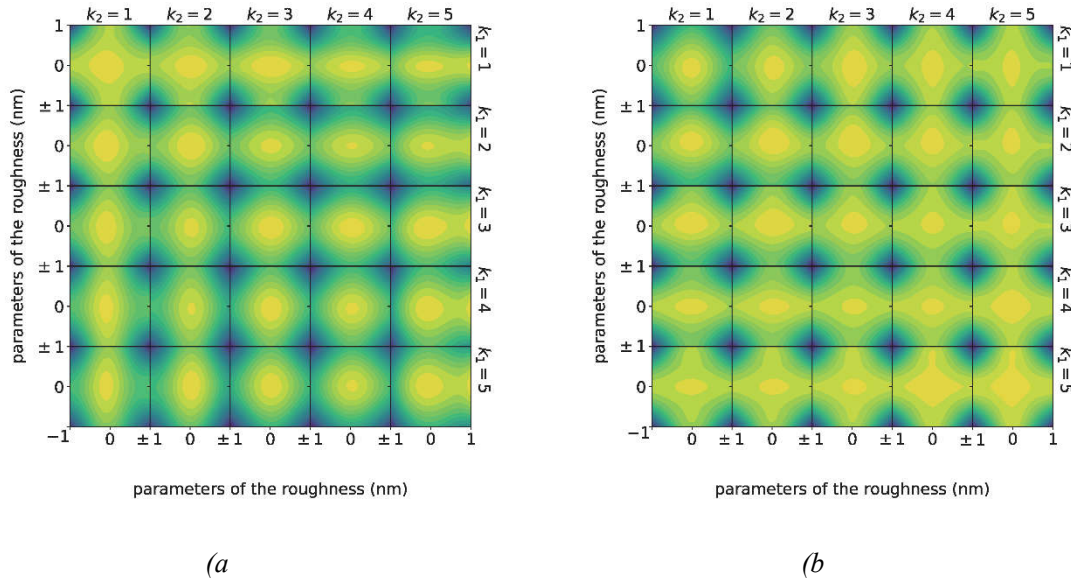 k₂ = 1 k₂ = 2 k₂ = 3 k₂ = 4 k₂ = 5
1
0
± 1
0
± 1
0
± 1
0
± 1
0
−1
k₁ = 1
k₁ = 2
k₁ = 3
k₁ = 4
k₁ = 5
parameters of the roughness (nm)
0 ± 1 0 ± 1 0 ± 1 0 ± 1 0 1
parameters of the roughness (nm)
(a
k₂ = 1 k₂ = 2 k₂ = 3 k₂ = 4 k₂ = 5
1
0
± 1
0
± 1
0
± 1
0
± 1
0
−1
k₁ = 1
k₁ = 2
k₁ = 3
k₁ = 4
k₁ = 5
parameters of the roughness (nm)
0 ± 1 0 ± 1 0 ± 1 0 ± 1 0 1
parameters of the roughness (nm)
(b